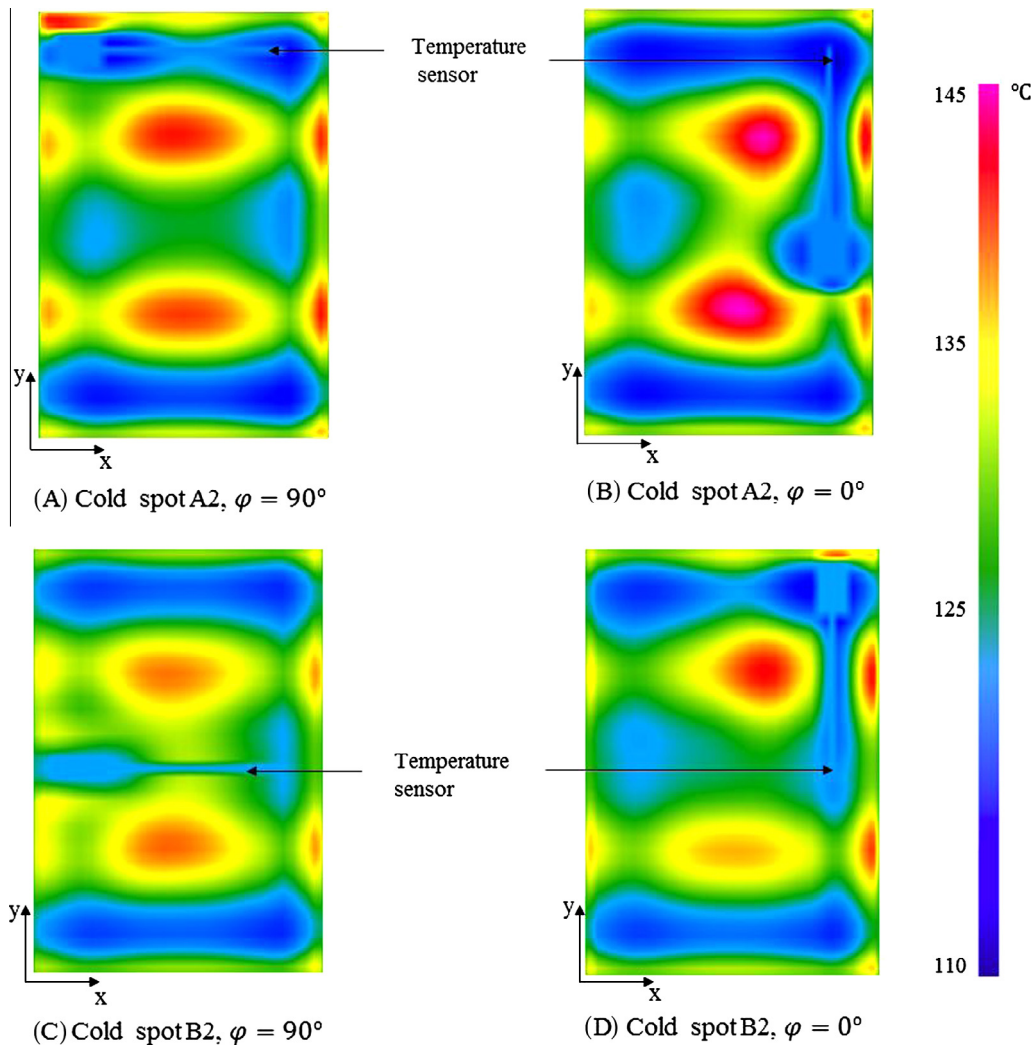 Temperature
sensor
145 °C
135
125
110
y
x
y
x
(A) Cold spot A2, φ = 90°
(B) Cold spot A2, φ = 0°
Temperature
sensor
y
x
y
x
(C) Cold spot B2, φ = 90°
(D) Cold spot B2, φ = 0°